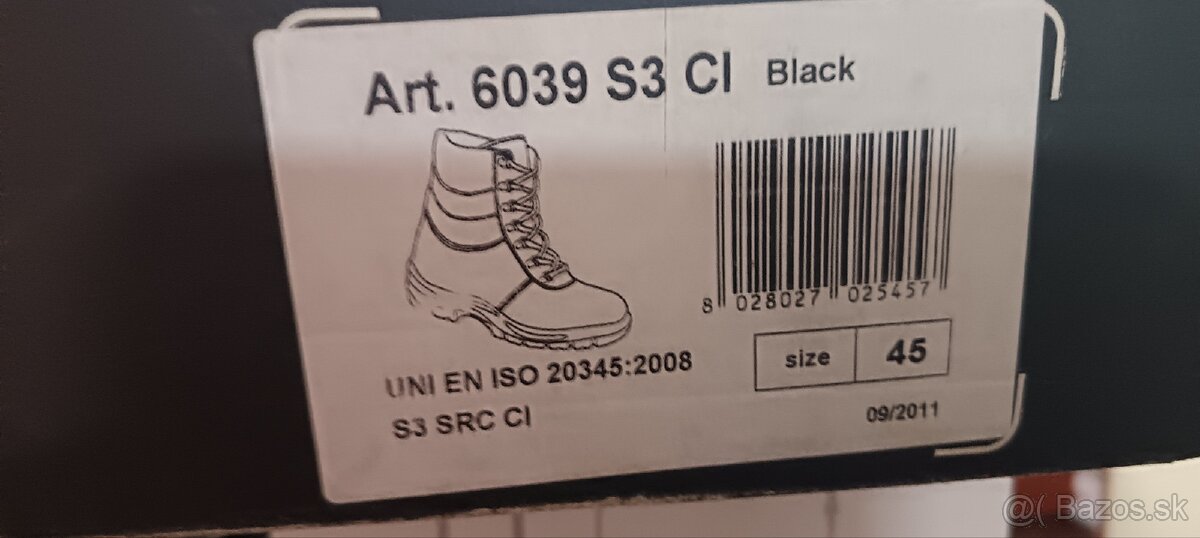 Art. 6039 S3 CI Black
8 028027 025457
UNI EN ISO 20345:2008
size 45
S3 SRC CI
09/2011
@( Bazos.sk